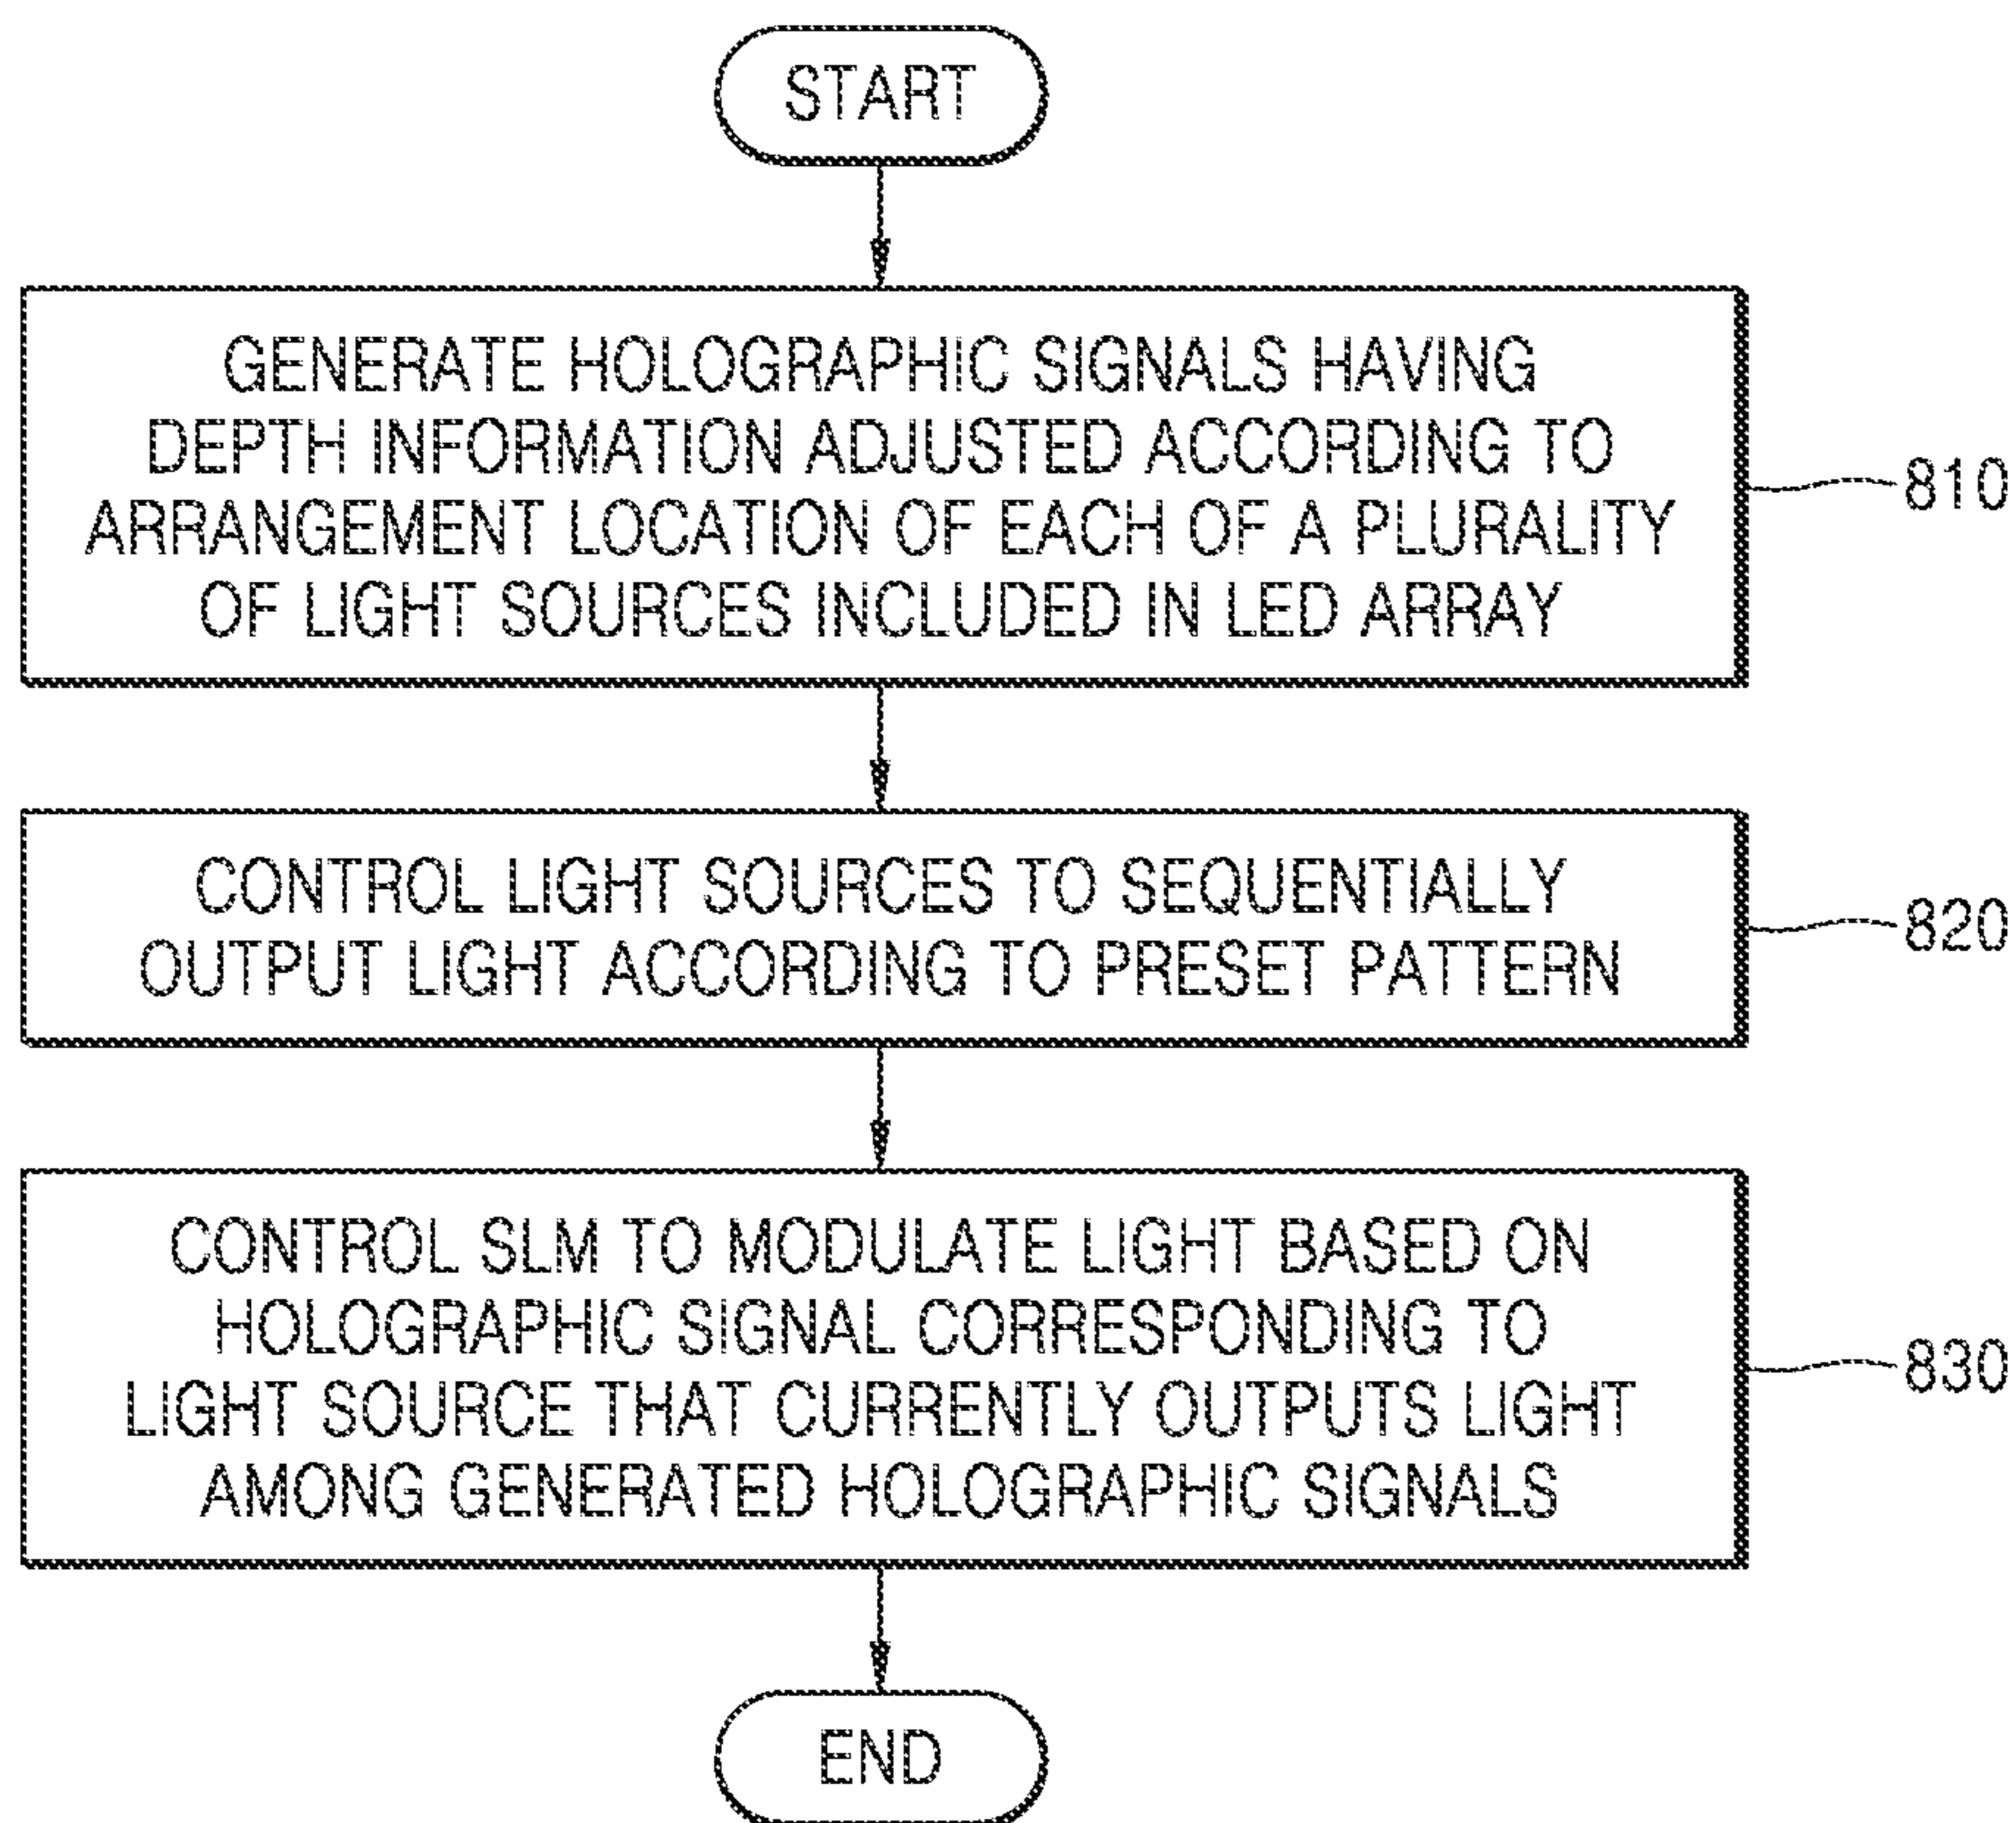 START
GENERATE HOLOGRAPHIC SIGNALS HAVING
DEPTH INFORMATION ADJUSTED ACCORDING TO
ARRANGEMENT LOCATION OF EACH OF A PLURALITY
OF LIGHT SOURCES INCLUDED IN LED ARRAY
810
CONTROL LIGHT SOURCES TO SEQUENTIALLY
OUTPUT LIGHT ACCORDING TO PRESET PATTERN
820
CONTROL SLM TO MODULATE LIGHT BASED ON
HOLOGRAPHIC SIGNAL CORRESPONDING TO
LIGHT SOURCE THAT CURRENTLY OUTPUTS LIGHT
AMONG GENERATED HOLOGRAPHIC SIGNALS
830
END